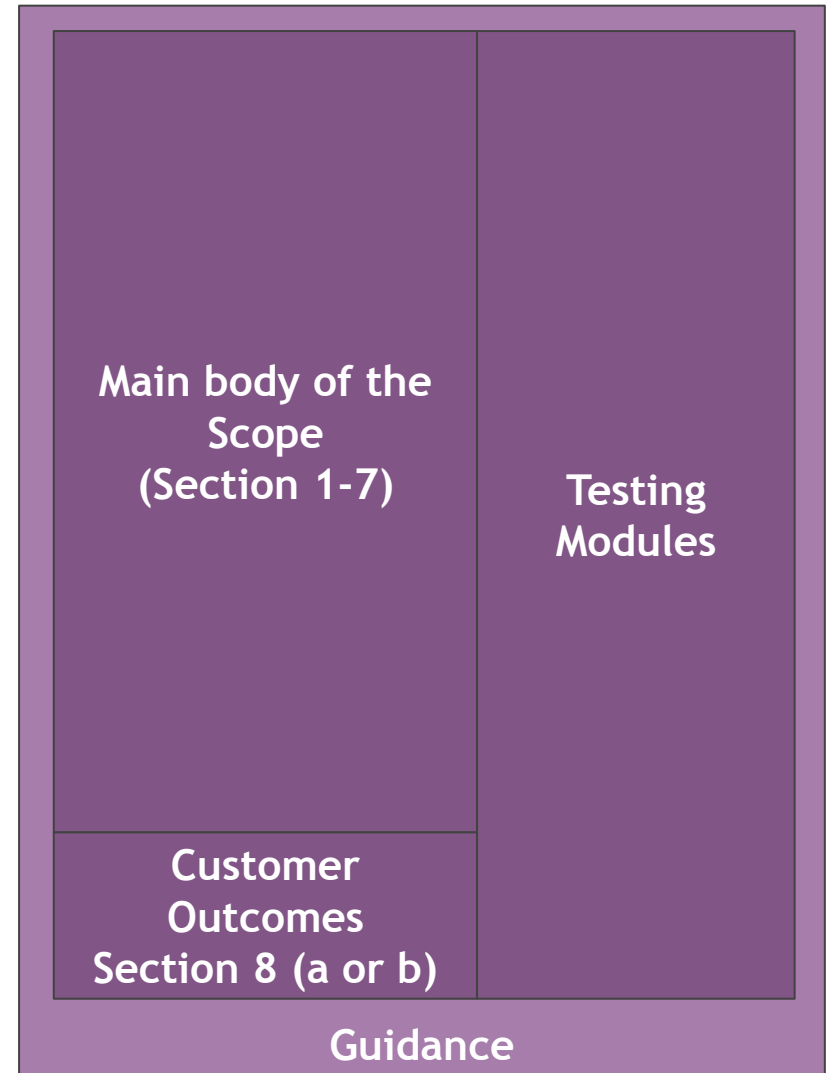 Main body of the
Scope
(Section 1-7)
Testing
Modules
Customer
Outcomes
Section 8 (a or b)
Guidance